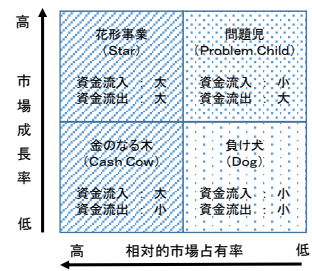 高
市
場
成
長
率
低
花形事業
（Star）
資金流入 ： 大
資金流出 ： 大
問題児
（Problem Child）
資金流入 ： 小
資金流出 ： 大
金のなる木
（Cash Cow）
資金流入 ： 大
資金流出 ： 小
負け犬
（Dog）
資金流入 ： 小
資金流出 ： 小
高 相対的市場占有率 低